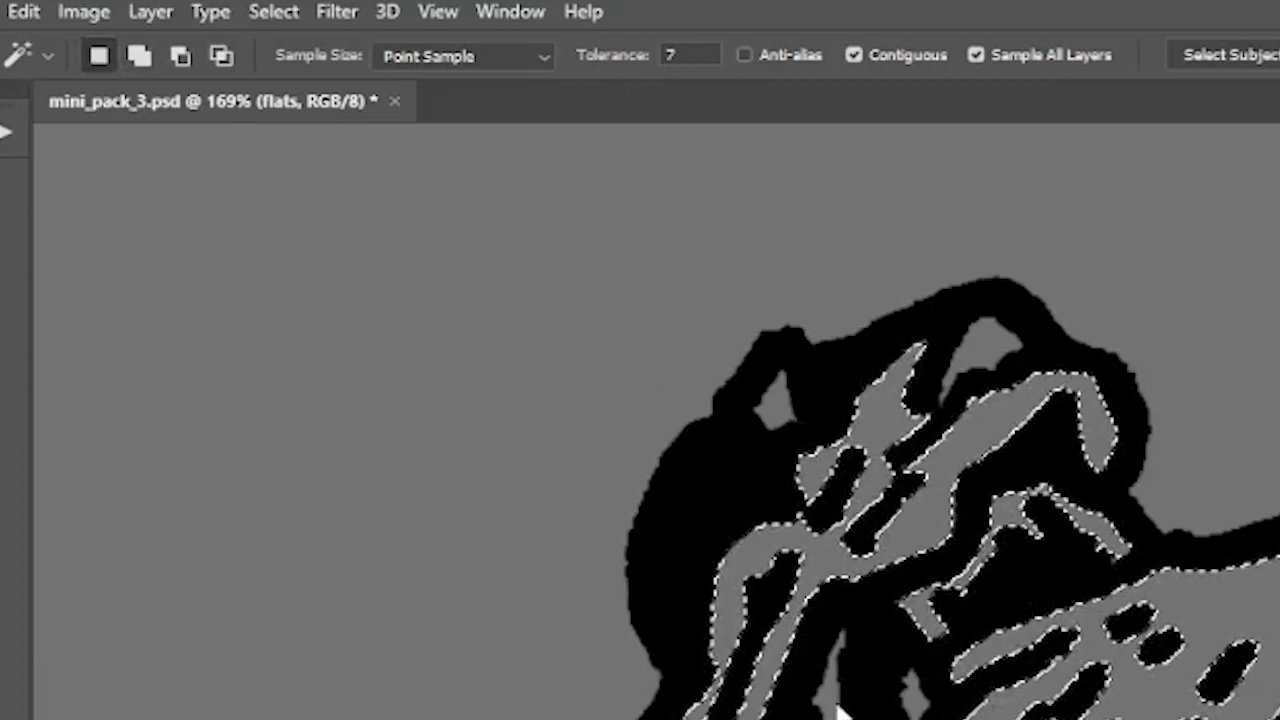 Edit Image Layer Type Select Filter 3D View Window Help
Sample Size: Point Sample Tolerance: 7 Anti-alias Contiguous Sample All Layers Select Subjec
mini_pack_3.psd @ 169% (flats, RGB/8) * ×